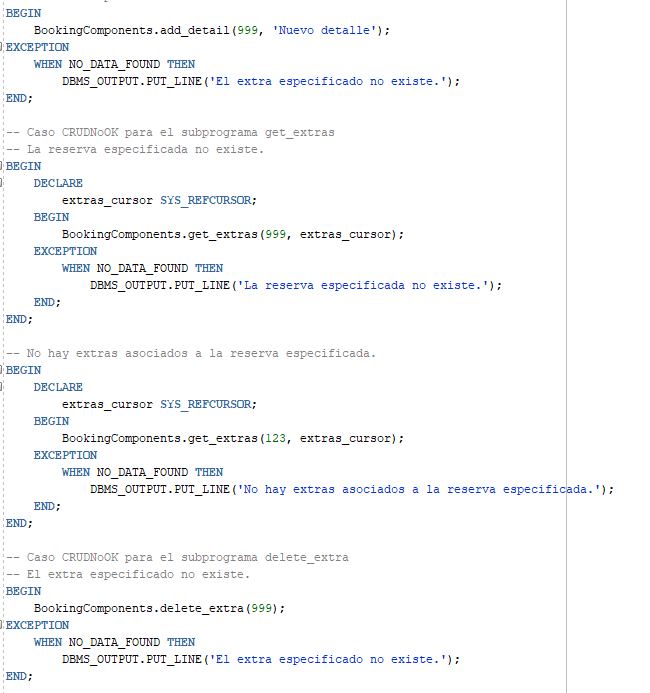 BEGIN
    BookingComponents.add_detail(999, 'Nuevo detalle');
EXCEPTION
    WHEN NO_DATA_FOUND THEN
        DBMS_OUTPUT.PUT_LINE('El extra especificado no existe.');
END;

-- Caso CRUDNoOK para el subprograma get_extras
-- La reserva especificada no existe.
BEGIN
    DECLARE
        extras_cursor SYS_REFCURSOR;
    BEGIN
        BookingComponents.get_extras(999, extras_cursor);
    EXCEPTION
        WHEN NO_DATA_FOUND THEN
            DBMS_OUTPUT.PUT_LINE('La reserva especificada no existe.');
    END;
END;

-- No hay extras asociados a la reserva especificada.
BEGIN
    DECLARE
        extras_cursor SYS_REFCURSOR;
    BEGIN
        BookingComponents.get_extras(123, extras_cursor);
    EXCEPTION
        WHEN NO_DATA_FOUND THEN
            DBMS_OUTPUT.PUT_LINE('No hay extras asociados a la reserva especificada.');
    END;
END;

-- Caso CRUDNoOK para el subprograma delete_extra
-- El extra especificado no existe.
BEGIN
    BookingComponents.delete_extra(999);
EXCEPTION
    WHEN NO_DATA_FOUND THEN
        DBMS_OUTPUT.PUT_LINE('El extra especificado no existe.');
END;